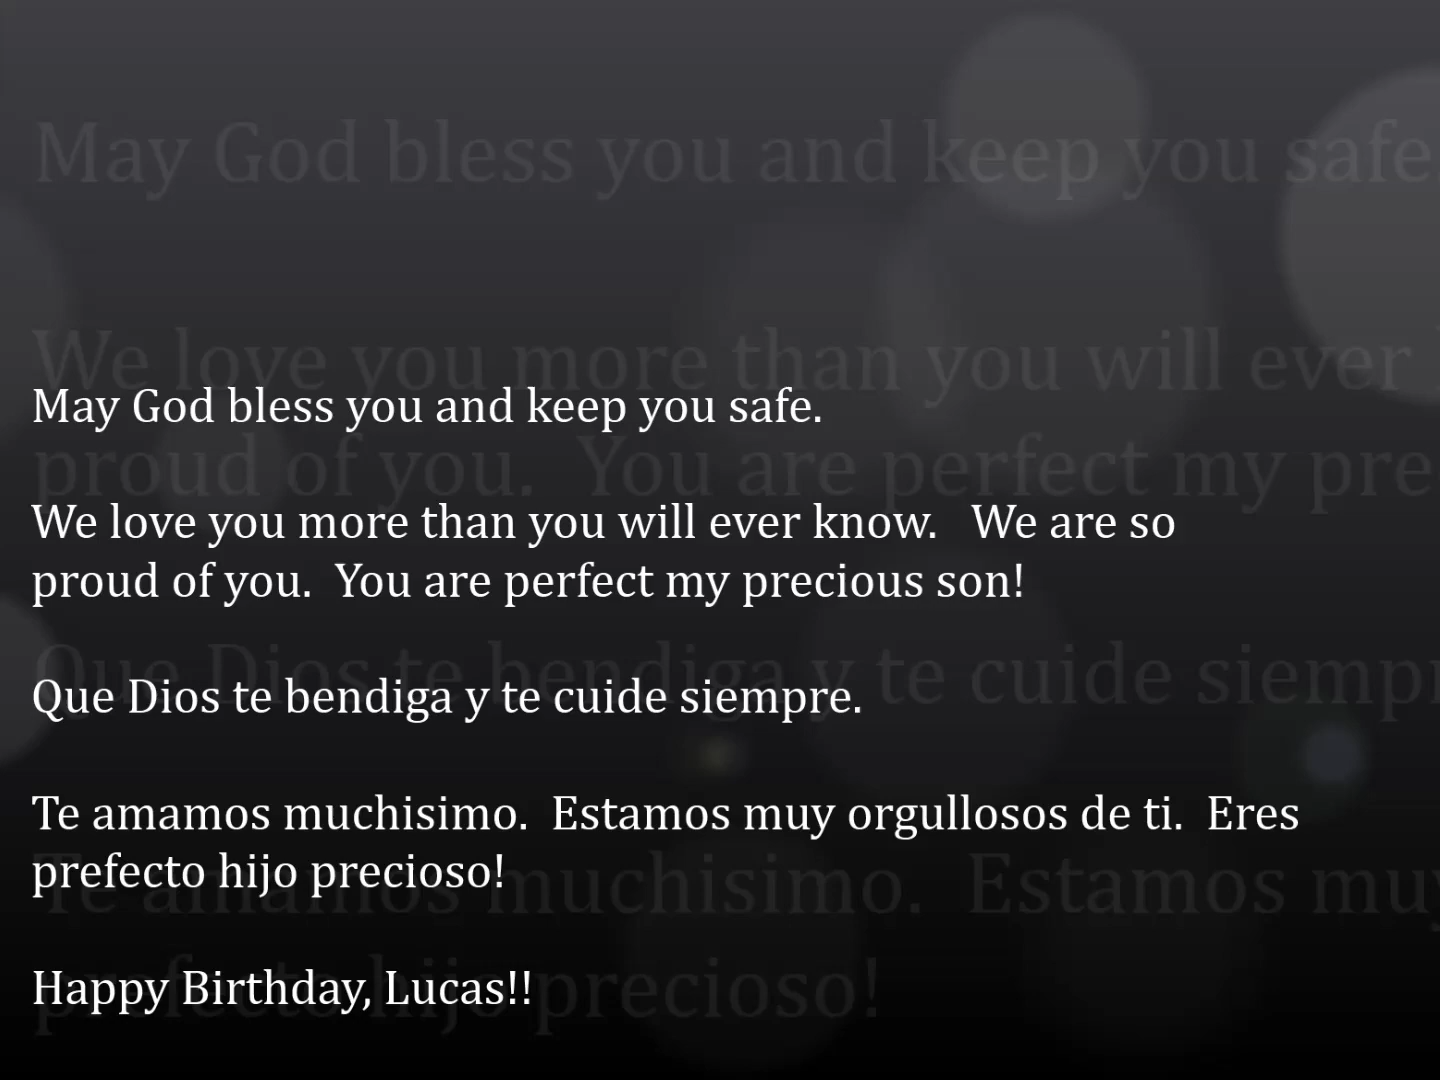 May God bless you and keep you safe.
We love you more than you will ever
proud of you. You are perfect my
May God bless you and keep you safe.
We love you more than you will ever know. We are so
proud of you. You are perfect my precious son!
Que Dios te bendiga y te cuide
Que Dios te bendiga y te cuide siempre.
Te amamos muchisimo. Estamos muy orgullosos de ti. Eres
prefecto hijo precioso!
Te amamos muchisimo. Estamos muy
prefecto hijo precioso!
Happy Birthday, Lucas!!